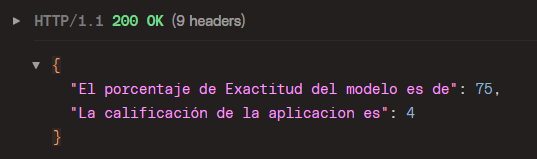 HTTP/1.1 200 OK (9 headers)
{
"El porcentaje de Exactitud del modelo es de": 75,
"La calificación de la aplicacion es": 4
}